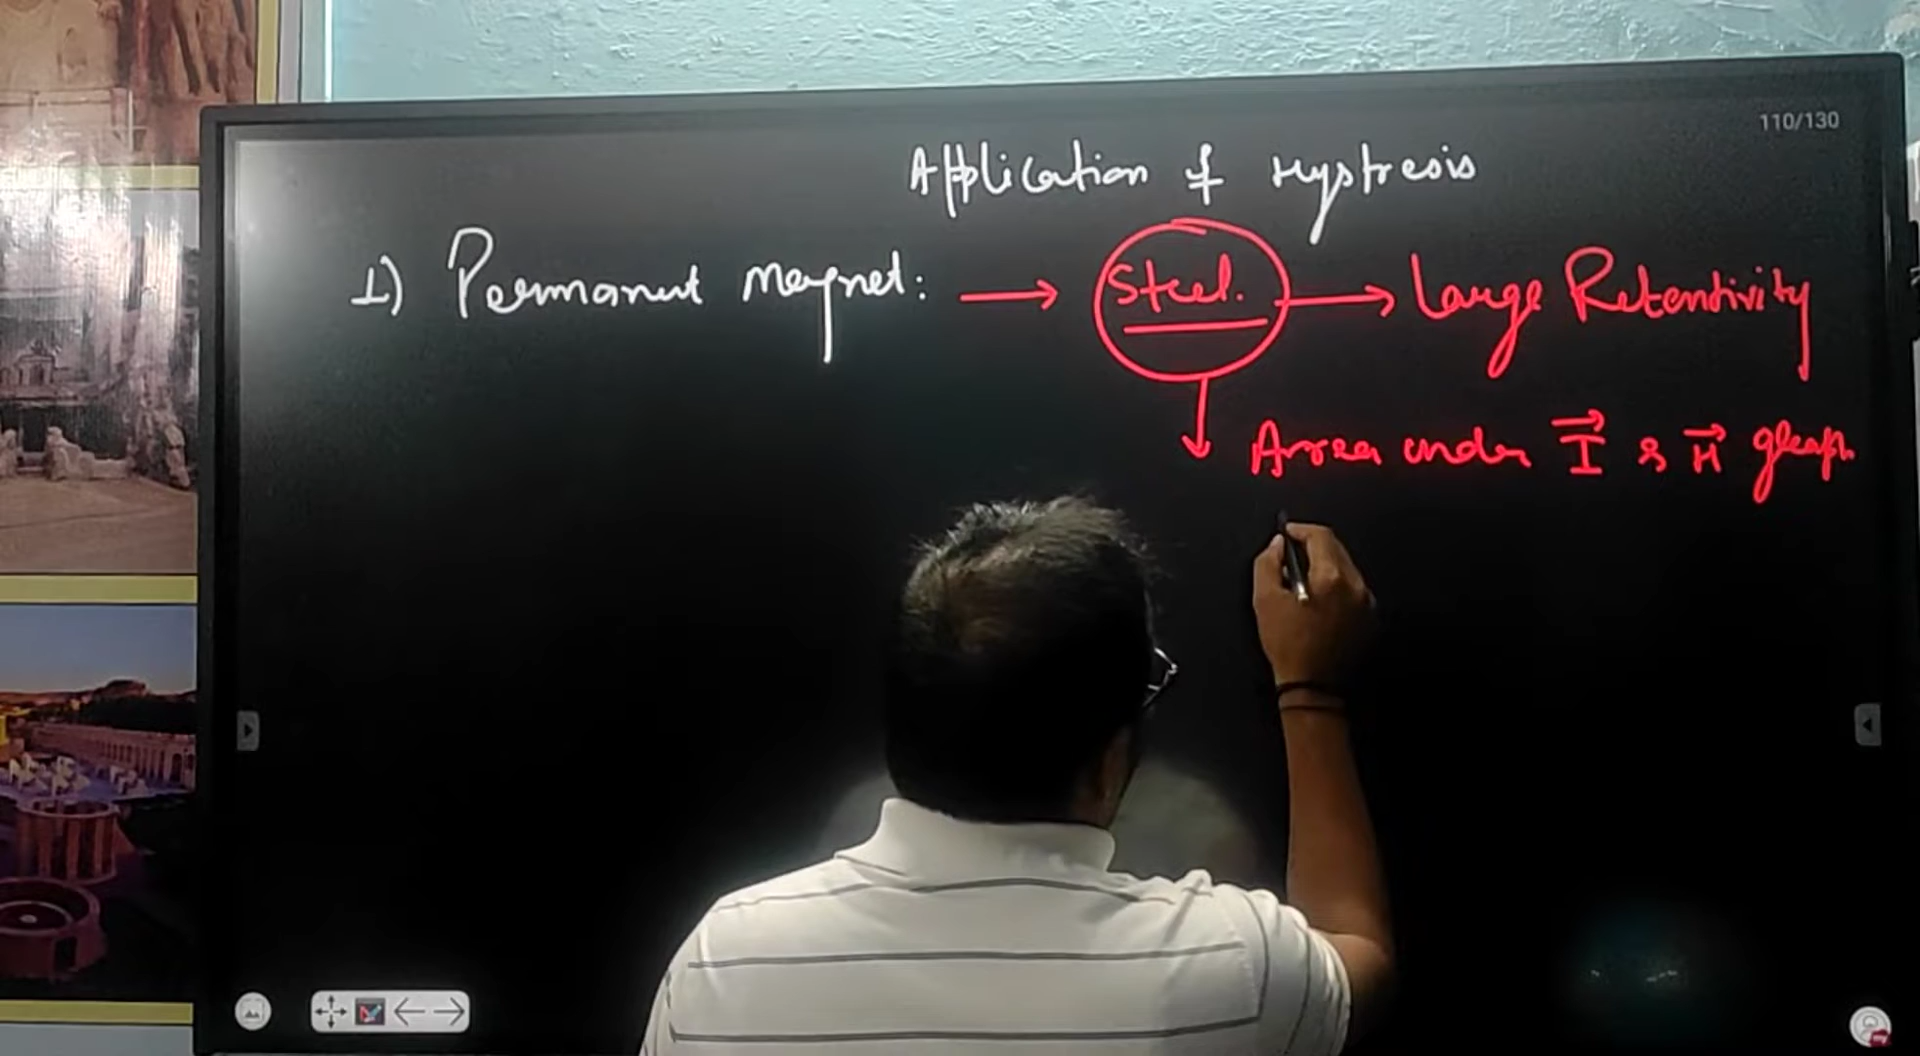 110/130
Application of Hystresis
1) Permanent Magnet: → Steel. → Large Retentivity
↓ Area under I⃗ & H⃗ graph.